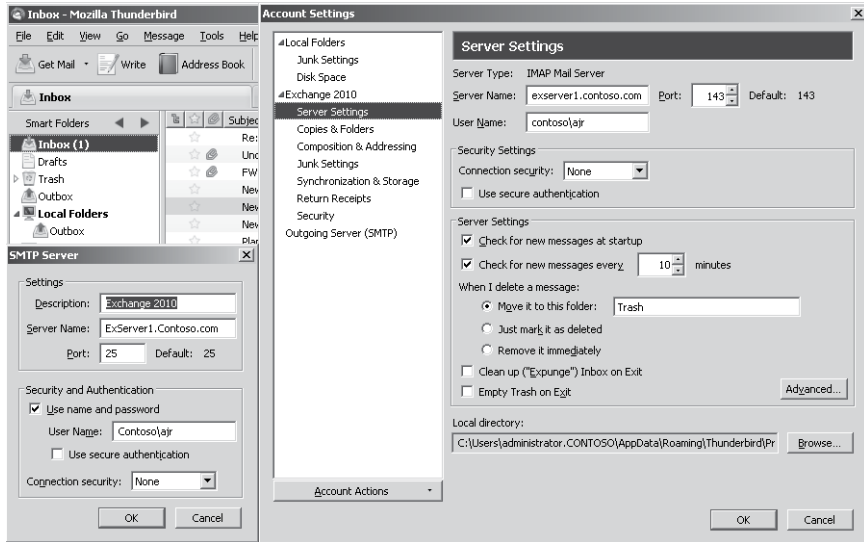 Inbox - Mozilla Thunderbird
File Edit View Go Message Tools Help
Get Mail Write Address Book
Inbox
Smart Folders
Subjec
Inbox (1)
Drafts
Trash
Outbox
Local Folders
Outbox
Re:
Und
FW
New
New
New
Plar
SMTP Server
Settings
Description: Exchange 2010
Server Name: ExServer1.Contoso.com
Port: 25 Default: 25
Security and Authentication
Use name and password
User Name: Contoso\ajr
Use secure authentication
Connection security: None
OK Cancel
Account Settings
Local Folders
Junk Settings
Disk Space
Exchange 2010
Server Settings
Copies & Folders
Composition & Addressing
Junk Settings
Synchronization & Storage
Return Receipts
Security
Outgoing Server (SMTP)
Account Actions
Server Settings
Server Type: IMAP Mail Server
Server Name: exserver1.contoso.com Port: 143 Default: 143
User Name: contoso\ajr
Security Settings
Connection security: None
Use secure authentication
Server Settings
Check for new messages at startup
Check for new messages every 10 minutes
When I delete a message:
Move it to this folder: Trash
Just mark it as deleted
Remove it immediately
Clean up ("Expunge") Inbox on Exit
Empty Trash on Exit
Advanced...
Local directory:
C:\Users\administrator.CONTOSO\AppData\Roaming\Thunderbird\Pr Browse...
OK Cancel